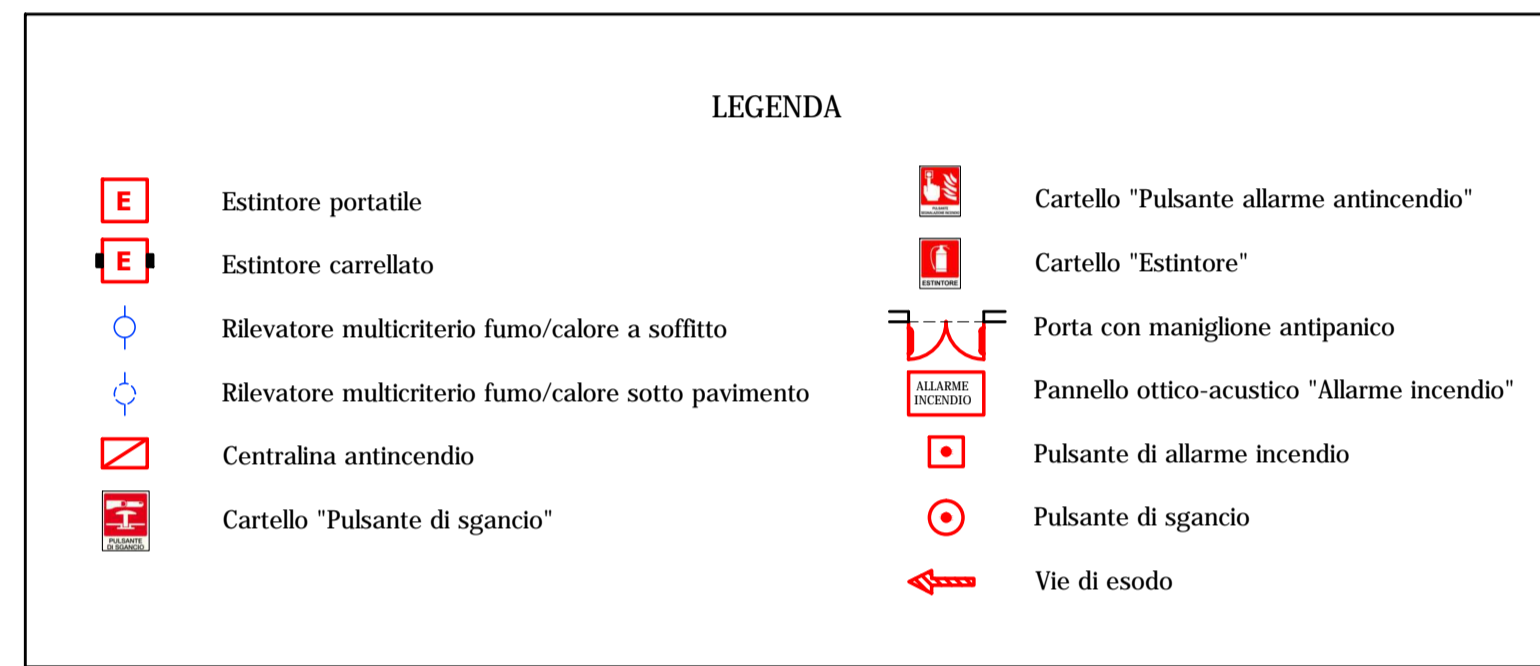 LEGENDA
E
Estintore portatile
E
Estintore carrellato
Rilevatore multicriterio fumo/calore a soffitto
Rilevatore multicriterio fumo/calore sotto pavimento
Centralina antincendio
PULSANTE
DI SGANCIO
Cartello "Pulsante di sgancio"
PULSANTE
Cartello "Pulsante allarme antincendio"
ESTINTORE
Cartello "Estintore"
Porta con maniglione antipanico
ALLARME
INCENDIO
Pannello ottico-acustico "Allarme incendio"
Pulsante di allarme incendio
Pulsante di sgancio
Vie di esodo